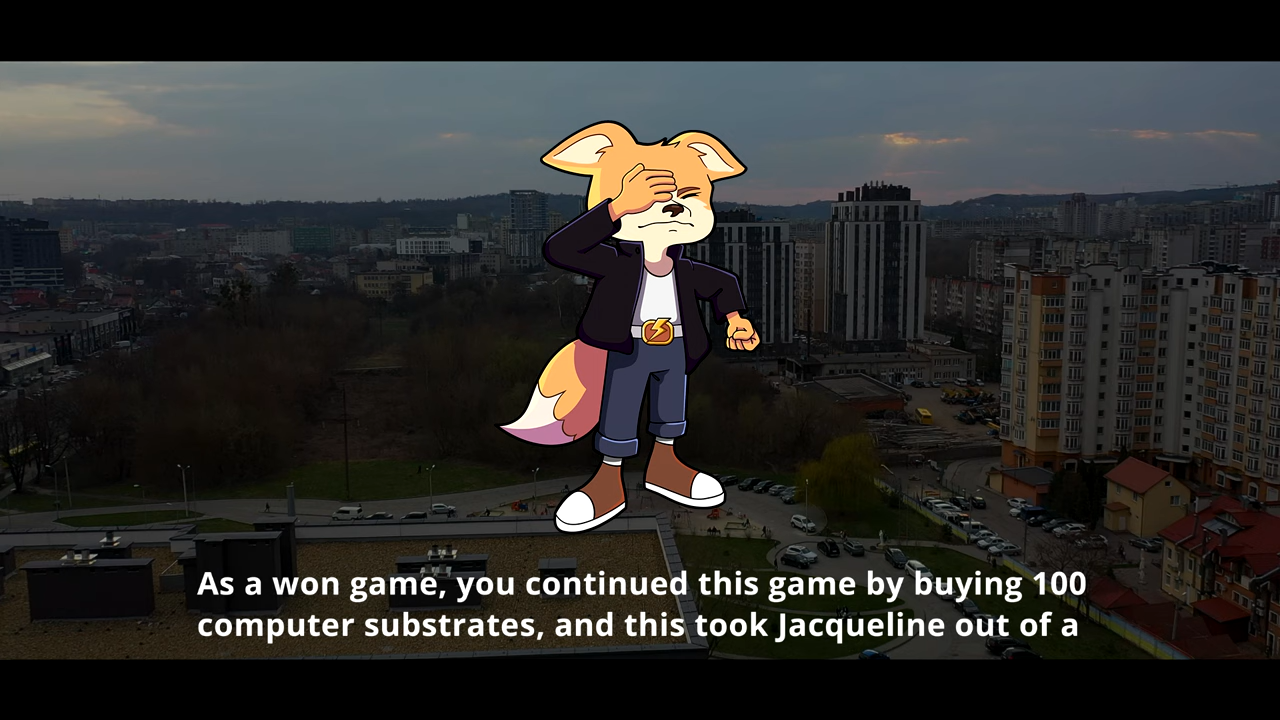 As a won game, you continued this game by buying 100
computer substrates, and this took Jacqueline out of a